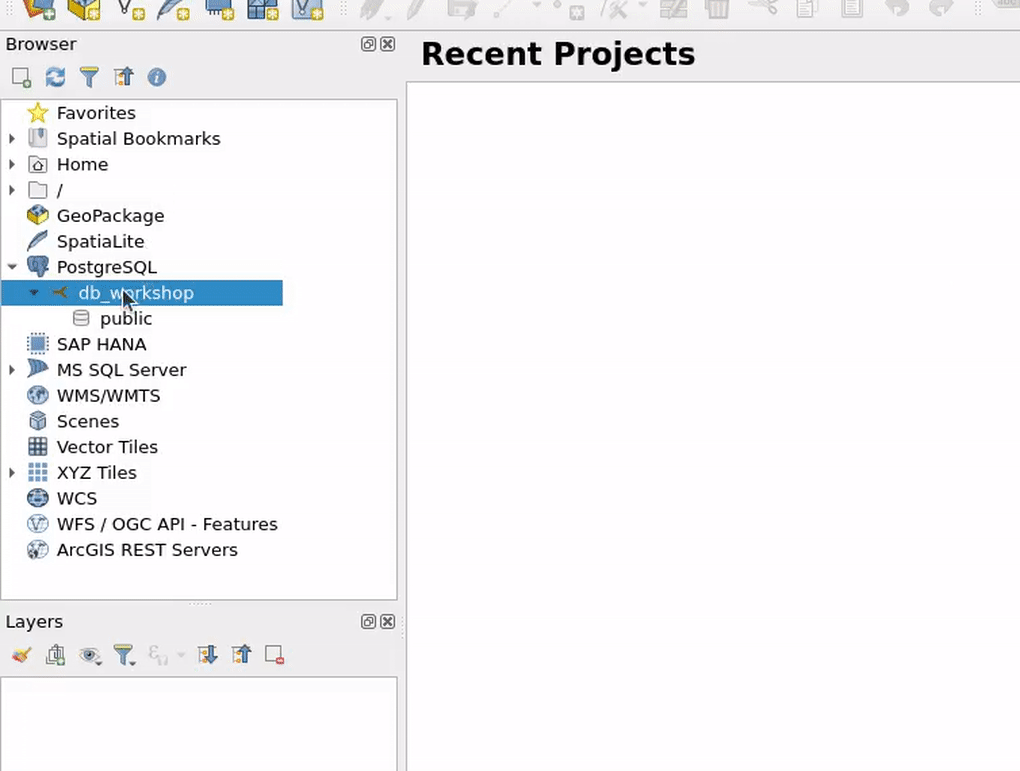 Browser
Recent Projects
Favorites
Spatial Bookmarks
Home
/
GeoPackage
SpatiaLite
PostgreSQL
db_workshop
public
SAP HANA
MS SQL Server
WMS/WMTS
Scenes
Vector Tiles
XYZ Tiles
WCS
WFS / OGC API - Features
ArcGIS REST Servers
Layers